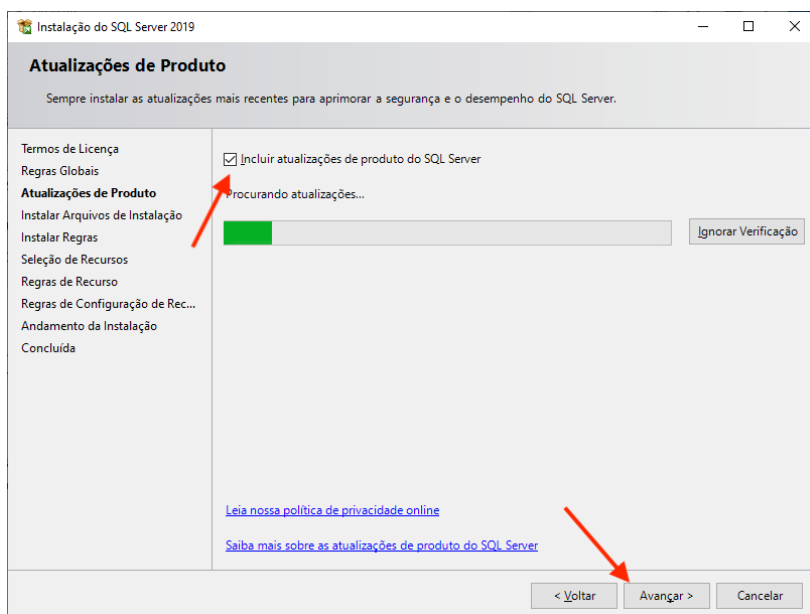 Instalação do SQL Server 2019
Atualizações de Produto
Sempre instalar as atualizações mais recentes para aprimorar a segurança e o desempenho do SQL Server.
Termos de Licença
Regras Globais
Atualizações de Produto
Instalar Arquivos de Instalação
Instalar Regras
Seleção de Recursos
Regras de Recurso
Regras de Configuração de Rec...
Andamento da Instalação
Concluída
Incluir atualizações de produto do SQL Server
Procurando atualizações...
Ignorar Verificação
Leia nossa política de privacidade online
Saiba mais sobre as atualizações de produto do SQL Server
< Voltar
Avançar >
Cancelar